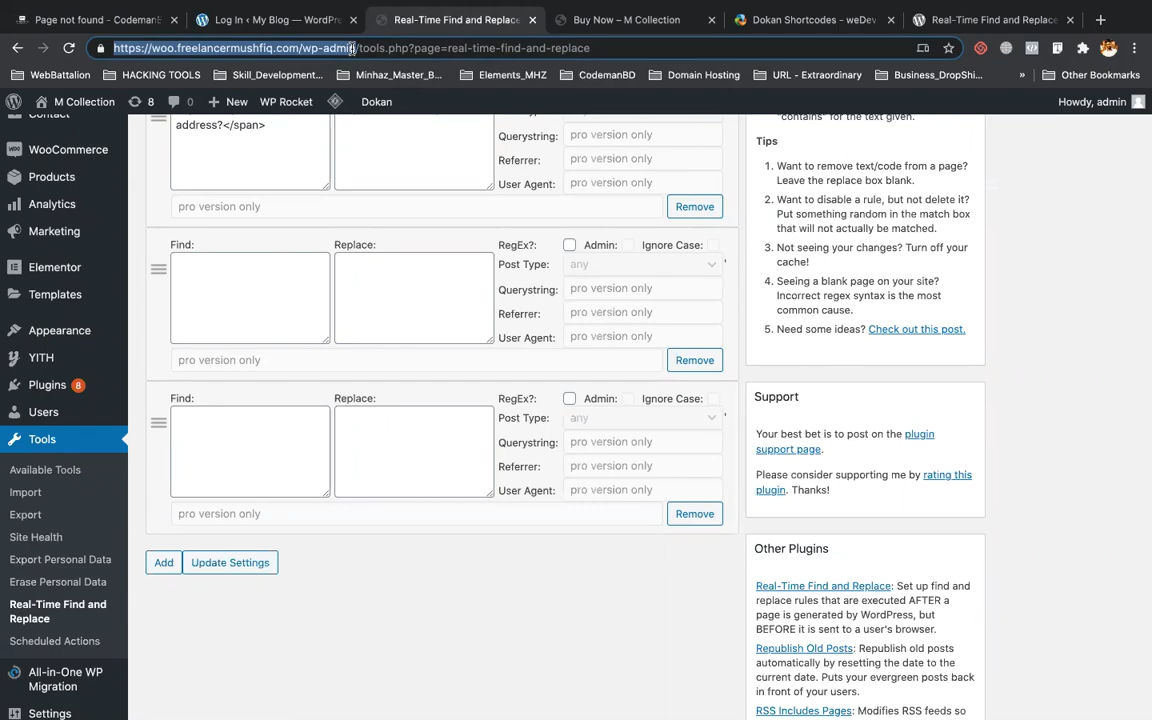 Page not found - CodemanB
Log In ‹ My Blog — WordPre
Real-Time Find and Replace
Buy Now – M Collection
Dokan Shortcodes - weDev
Real-Time Find and Replace
https://woo.freelancermushfiq.com/wp-admin/tools.php?page=real-time-find-and-replace
WebBattalion
HACKING TOOLS
Skill_Development...
Minhaz_Master_B...
Elements_MHZ
CodemanBD
Domain Hosting
URL - Extraordinary
Business_DropShi...
»
Other Bookmarks
M Collection
8
New
WP Rocket
Dokan
Howdy, admin
Contact
WooCommerce
Products
Analytics
Marketing
Elementor
Templates
Appearance
YITH
Plugins 8
Users
Tools
Available Tools
Import
Export
Site Health
Export Personal Data
Erase Personal Data
Real-Time Find and
Replace
Scheduled Actions
All-in-One WP
Migration
Settings
address?</span>
Querystring: pro version only
Referrer: pro version only
User Agent: pro version only
pro version only
Remove
Find:
Replace:
RegEx?: Admin: Ignore Case:
Post Type: any '
Querystring: pro version only
Referrer: pro version only
User Agent: pro version only
pro version only
Remove
Find:
Replace:
RegEx?: Admin: Ignore Case:
Post Type: any '
Querystring: pro version only
Referrer: pro version only
User Agent: pro version only
pro version only
Remove
Add
Update Settings
"contains" for the text given.
Tips
1. Want to remove text/code from a page?
Leave the replace box blank.
2. Want to disable a rule, but not delete it?
Put something random in the match box
that will not actually be matched.
3. Not seeing your changes? Turn off your
cache!
4. Seeing a blank page on your site?
Incorrect regex syntax is the most
common cause.
5. Need some ideas? Check out this post.
Support
Your best bet is to post on the plugin
support page.
Please consider supporting me by rating this
plugin. Thanks!
Other Plugins
Real-Time Find and Replace: Set up find and
replace rules that are executed AFTER a
page is generated by WordPress, but
BEFORE it is sent to a user's browser.
Republish Old Posts: Republish old posts
automatically by resetting the date to the
current date. Puts your evergreen posts back
in front of your users.
RSS Includes Pages: Modifies RSS feeds so